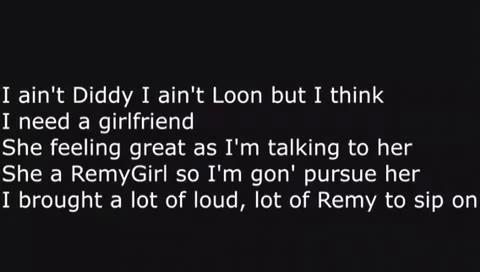 I ain't Diddy I ain't Loon but I think
I need a girlfriend
She feeling great as I'm talking to her
She a RemyGirl so I'm gon' pursue her
I brought a lot of loud, lot of Remy to sip on